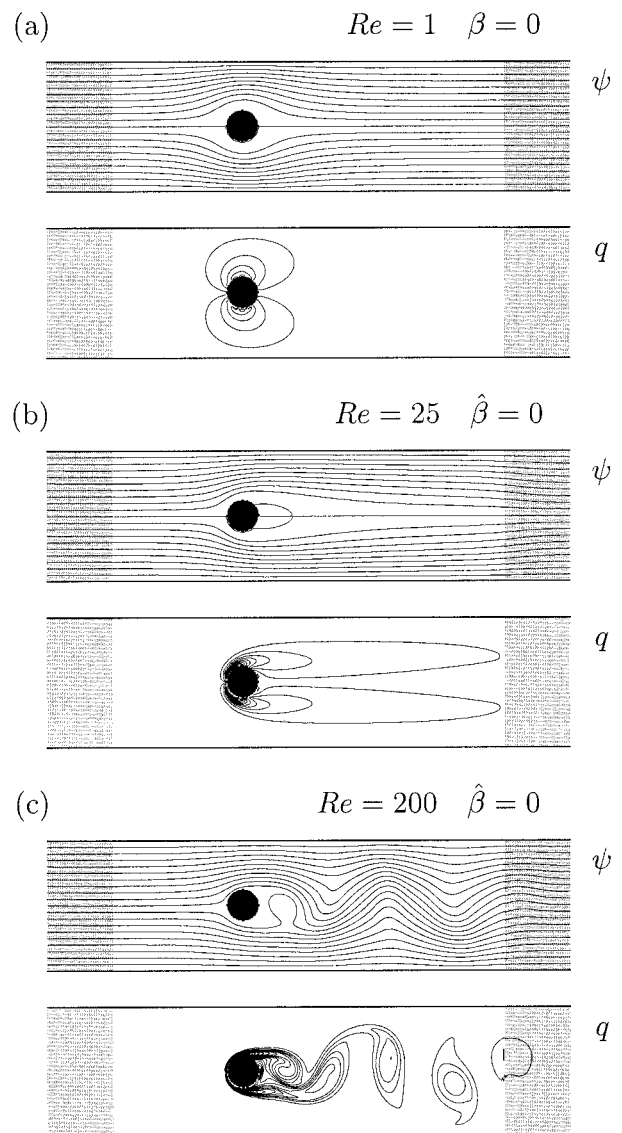 (a) Re = 1 β = 0
ψ
q
(b) Re = 25 β̂ = 0
ψ
q
(c) Re = 200 β̂ = 0
ψ
q